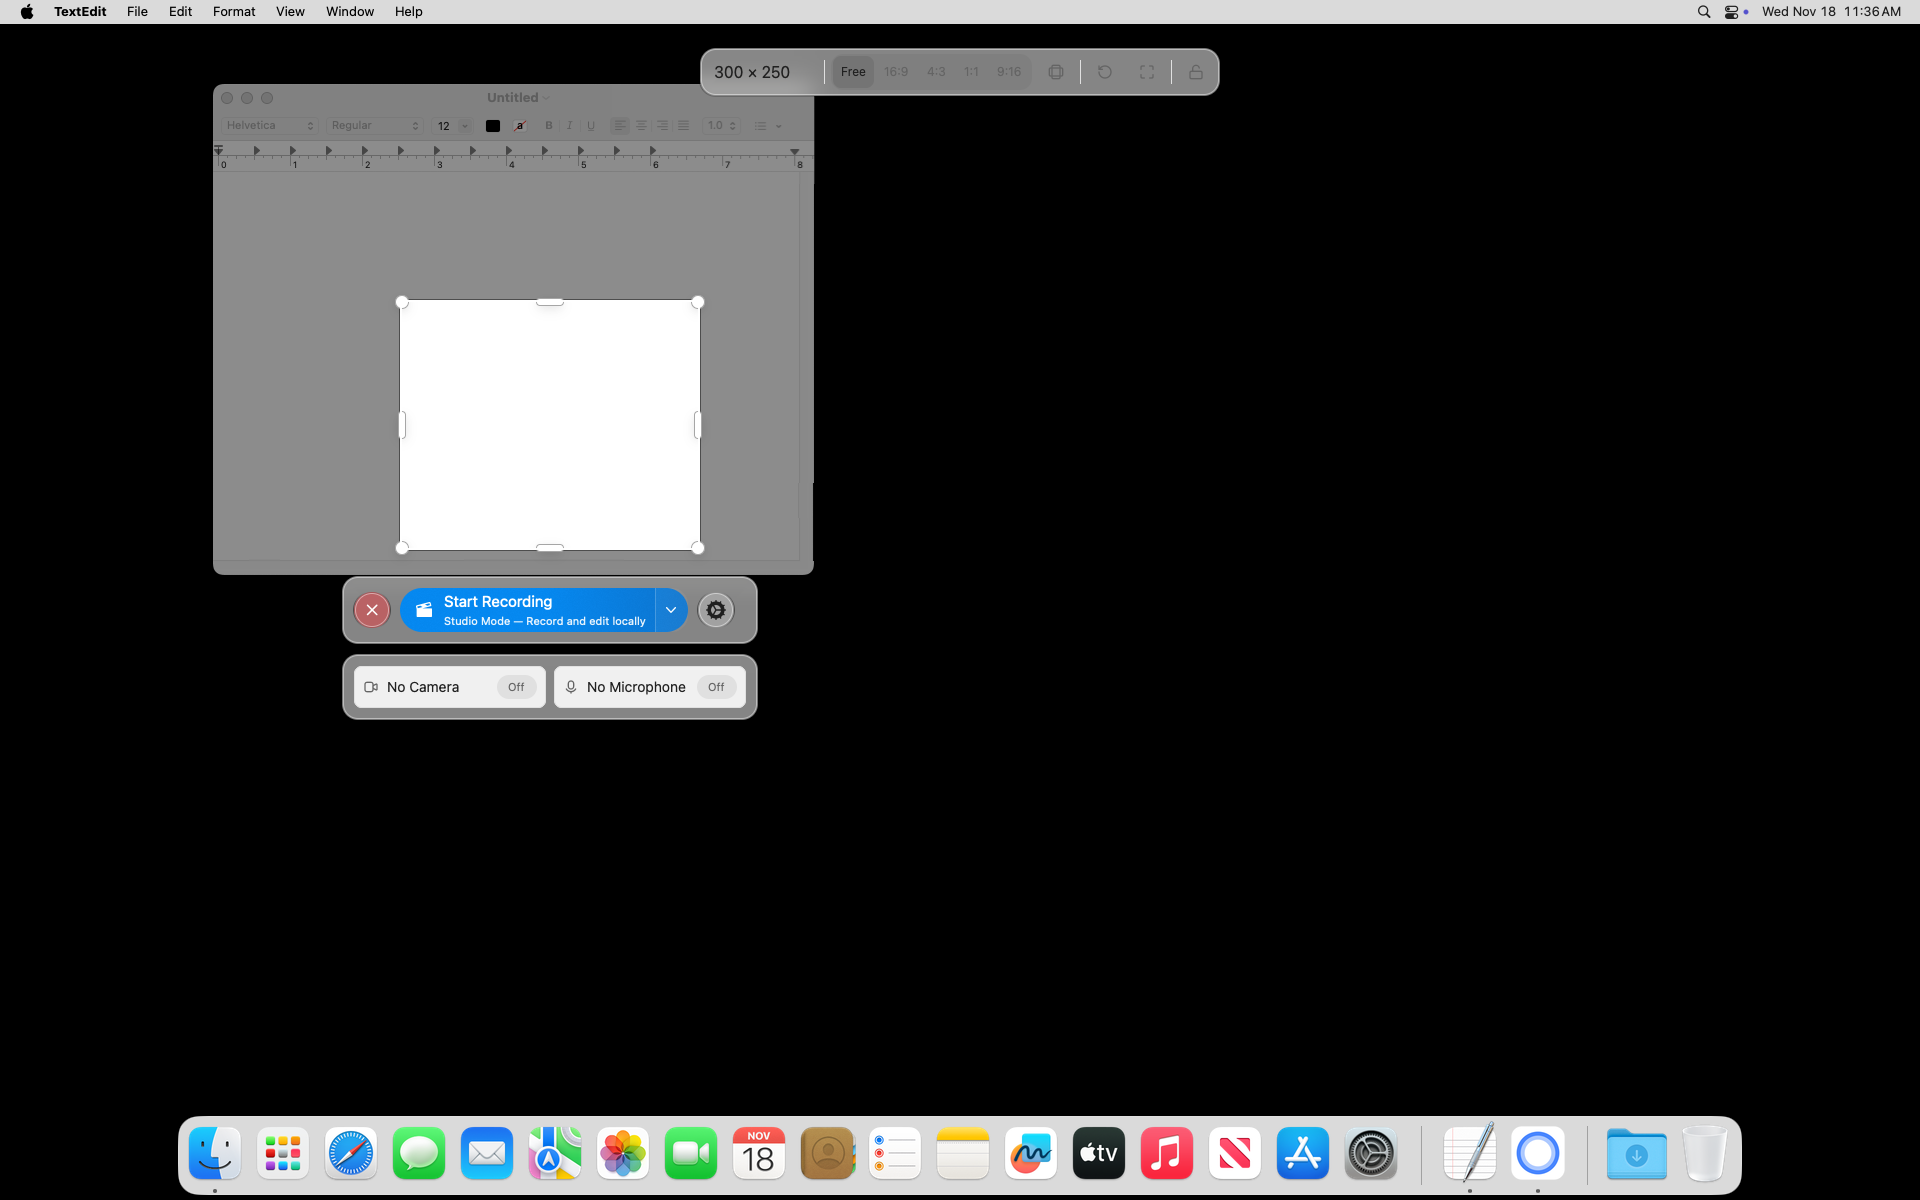 TextEdit File Edit Format View Window Help Wed Nov 18 11:36 AM
300 × 250 Free 16:9 4:3 1:1 9:16
Untitled
Helvetica Regular 12 a B I U 1.0
0 1 2 3 4 5 6 7 8
Start Recording
Studio Mode — Record and edit locally
No Camera Off No Microphone Off
NOV
18
tv